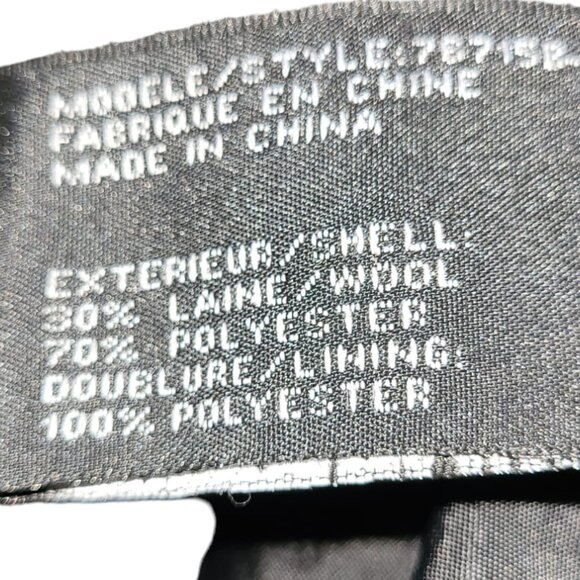 MODELE/STYLE:787158-
FABRIQUE EN CHINE
MADE IN CHINA
EXTERIEUR/SHELL:
30% LAINE/WOOL
70% POLYESTER
DOUBLURE/LINING:
100% POLYESTER